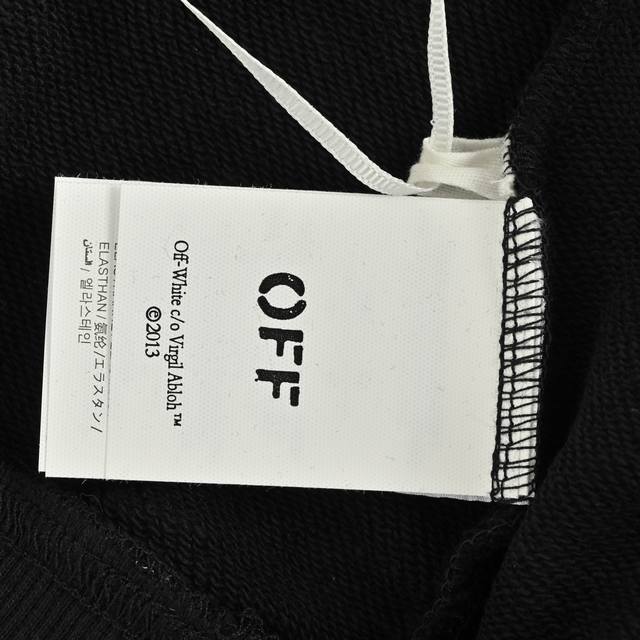 OFF
Off-White c/o Virgil Abloh™
©2013
ELASTHAN / 氨纶 / エラスタン /
/ 엘라스테인